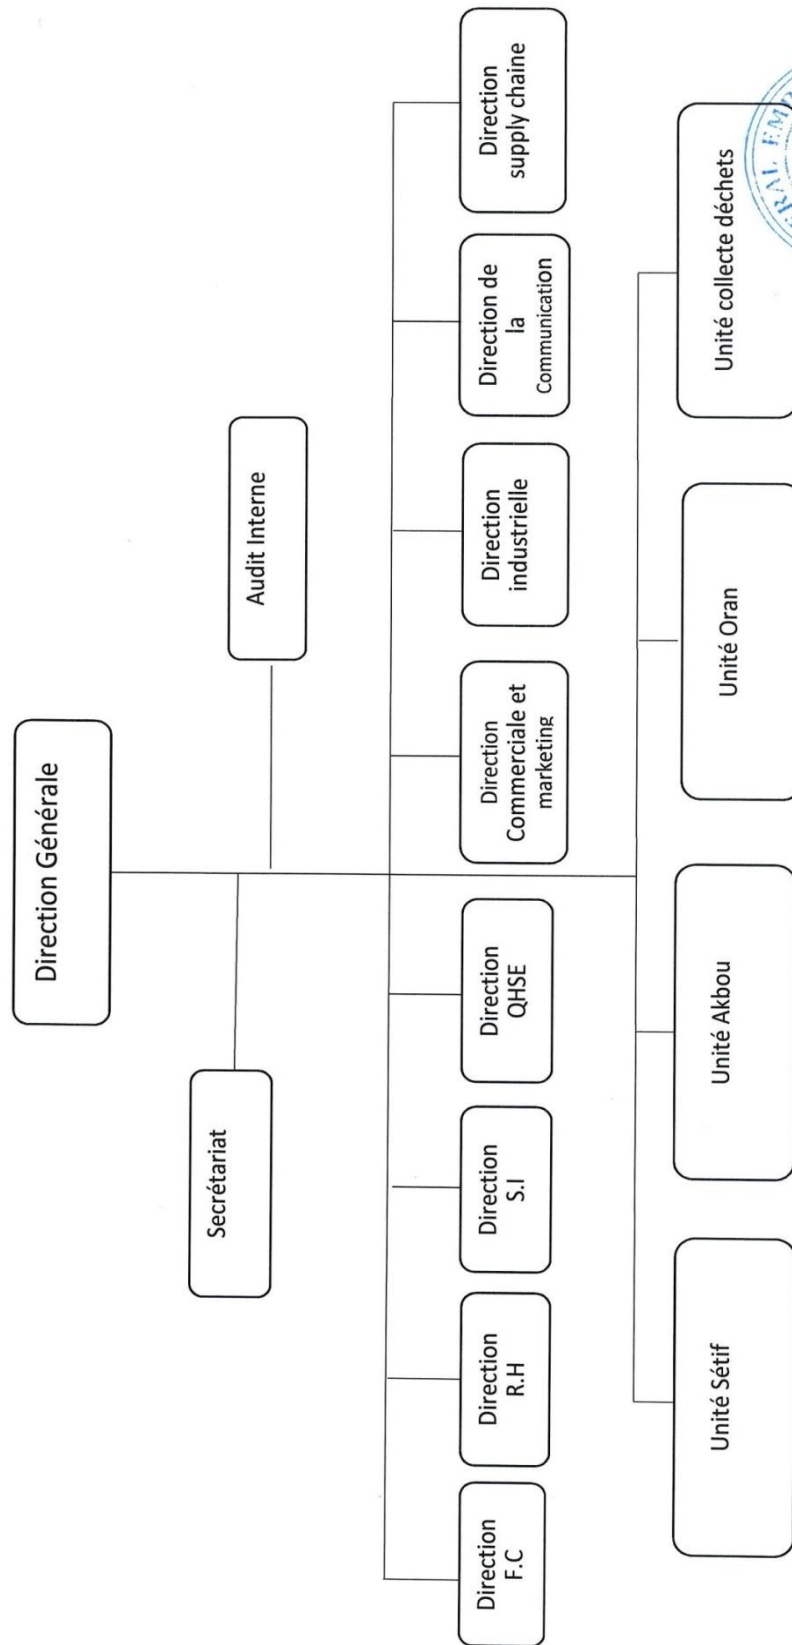 Direction Générale
Secrétariat
Audit Interne
Direction
F.C
Direction
R.H
Direction
S.I
Direction
QHSE
Direction
Commerciale et
marketing
Direction
industrielle
Direction de
la
Communication
Direction
supply chaine
Unité Sétif
Unité Akbou
Unité Oran
Unité collecte déchets